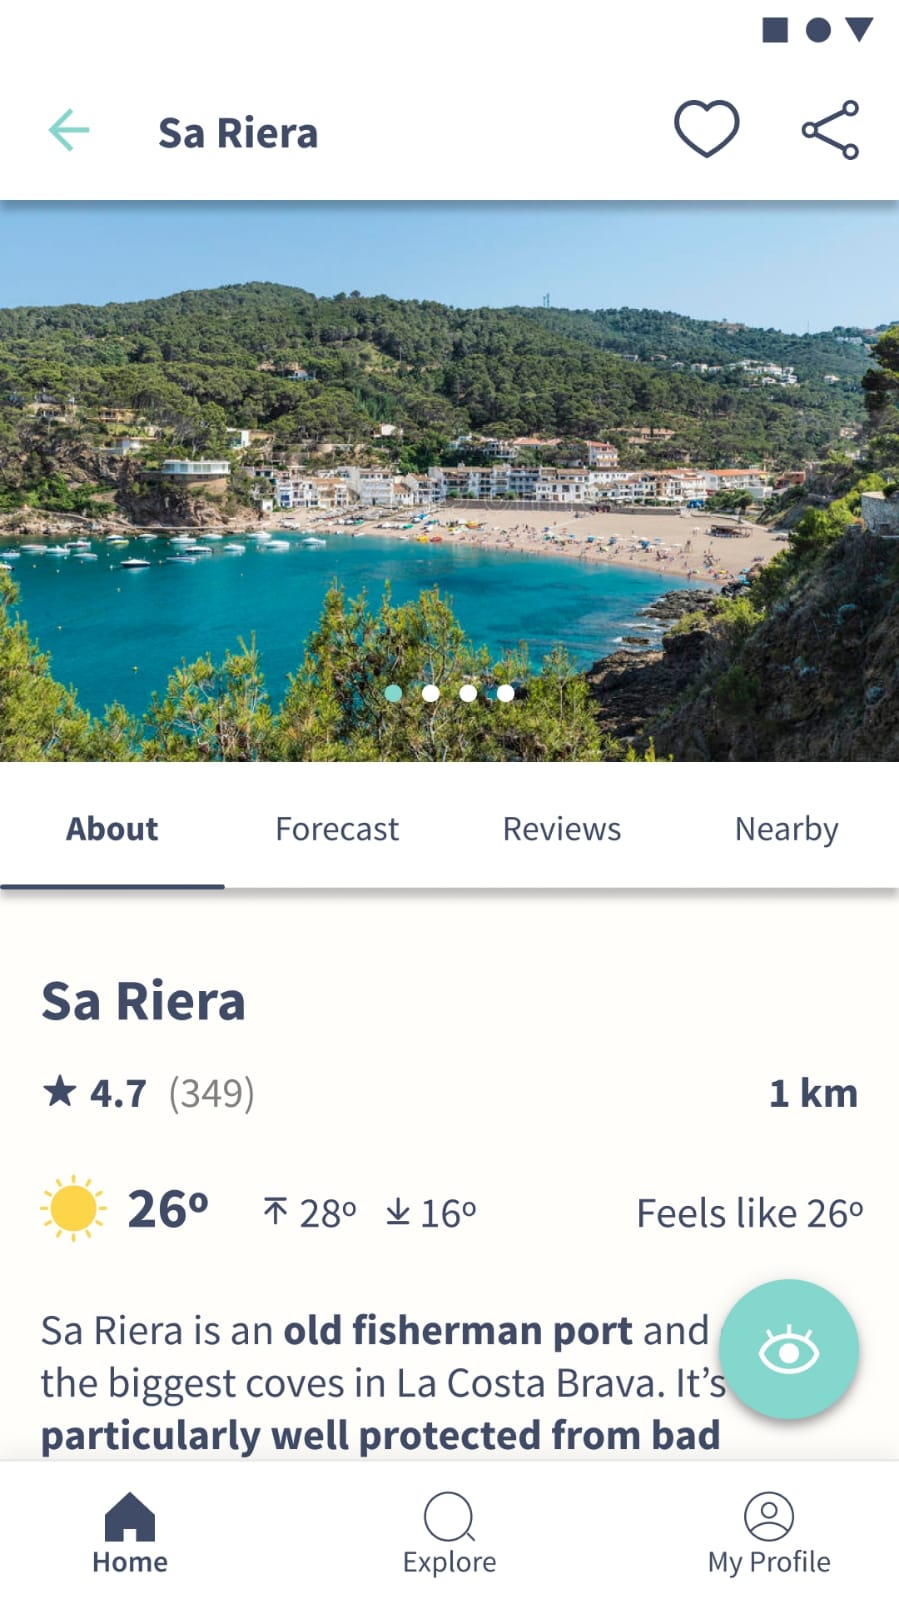 Sa Riera
About Forecast Reviews Nearby
Sa Riera
4.7 (349) 1 km
26º 28º 16º Feels like 26º
Sa Riera is an old fisherman port and
the biggest coves in La Costa Brava. It’s
particularly well protected from bad
Home Explore My Profile